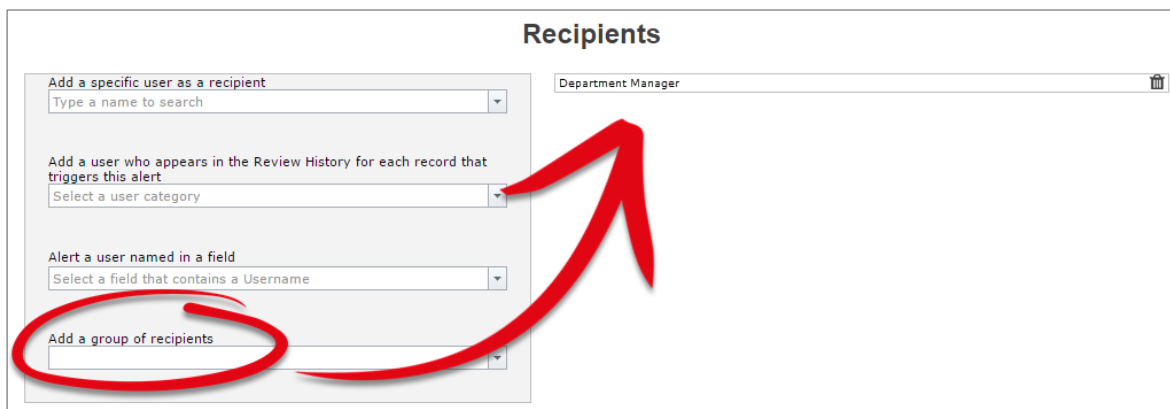 Recipients
Add a specific user as a recipient
Type a name to search
Add a user who appears in the Review History for each record that
triggers this alert
Select a user category
Alert a user named in a field
Select a field that contains a Username
Add a group of recipients
Department Manager